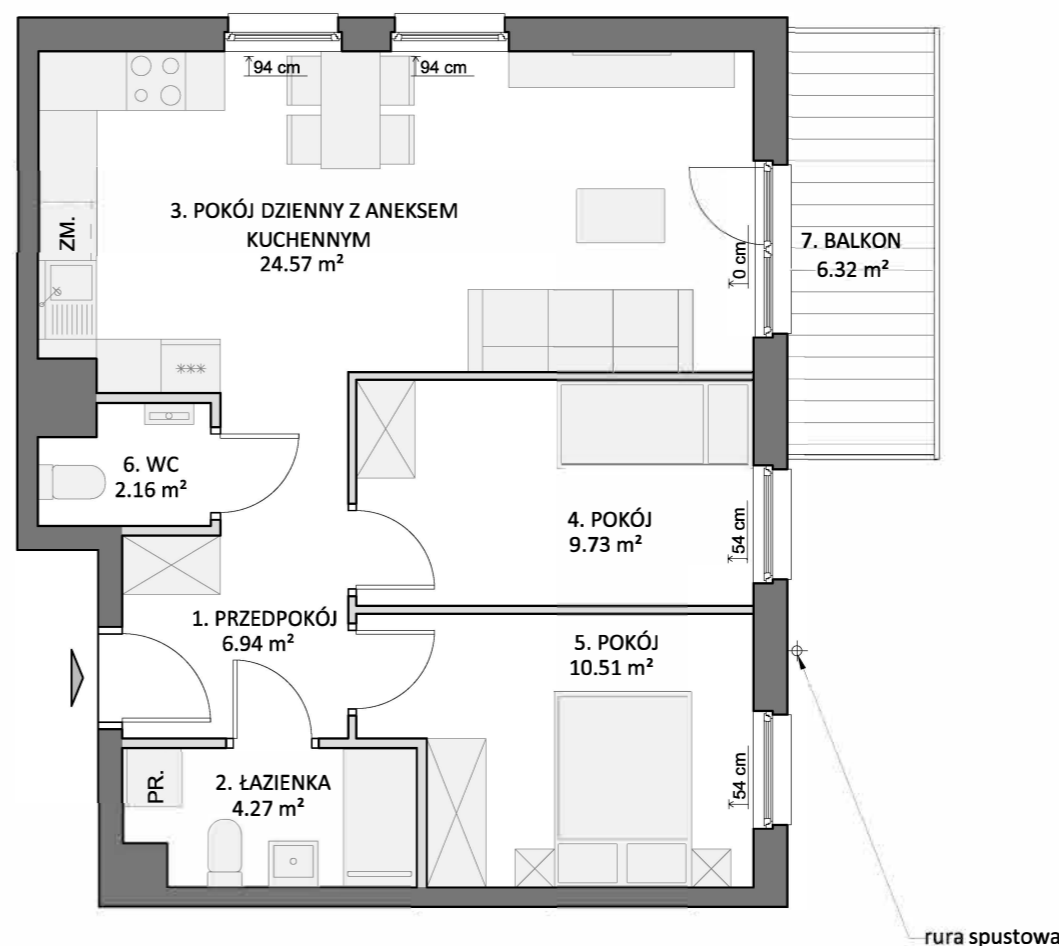 94 cm
94 cm
3. POKÓJ DZIENNY Z ANEKSEM
KUCHENNYM
24.57 m²
ZM.
0 cm
7. BALKON
6.32 m²
***
6. WC
2.16 m²
4. POKÓJ
9.73 m²
54 cm
1. PRZEDPOKÓJ
6.94 m²
5. POKÓJ
10.51 m²
PR.
2. ŁAZIENKA
4.27 m²
54 cm
rura spustowa